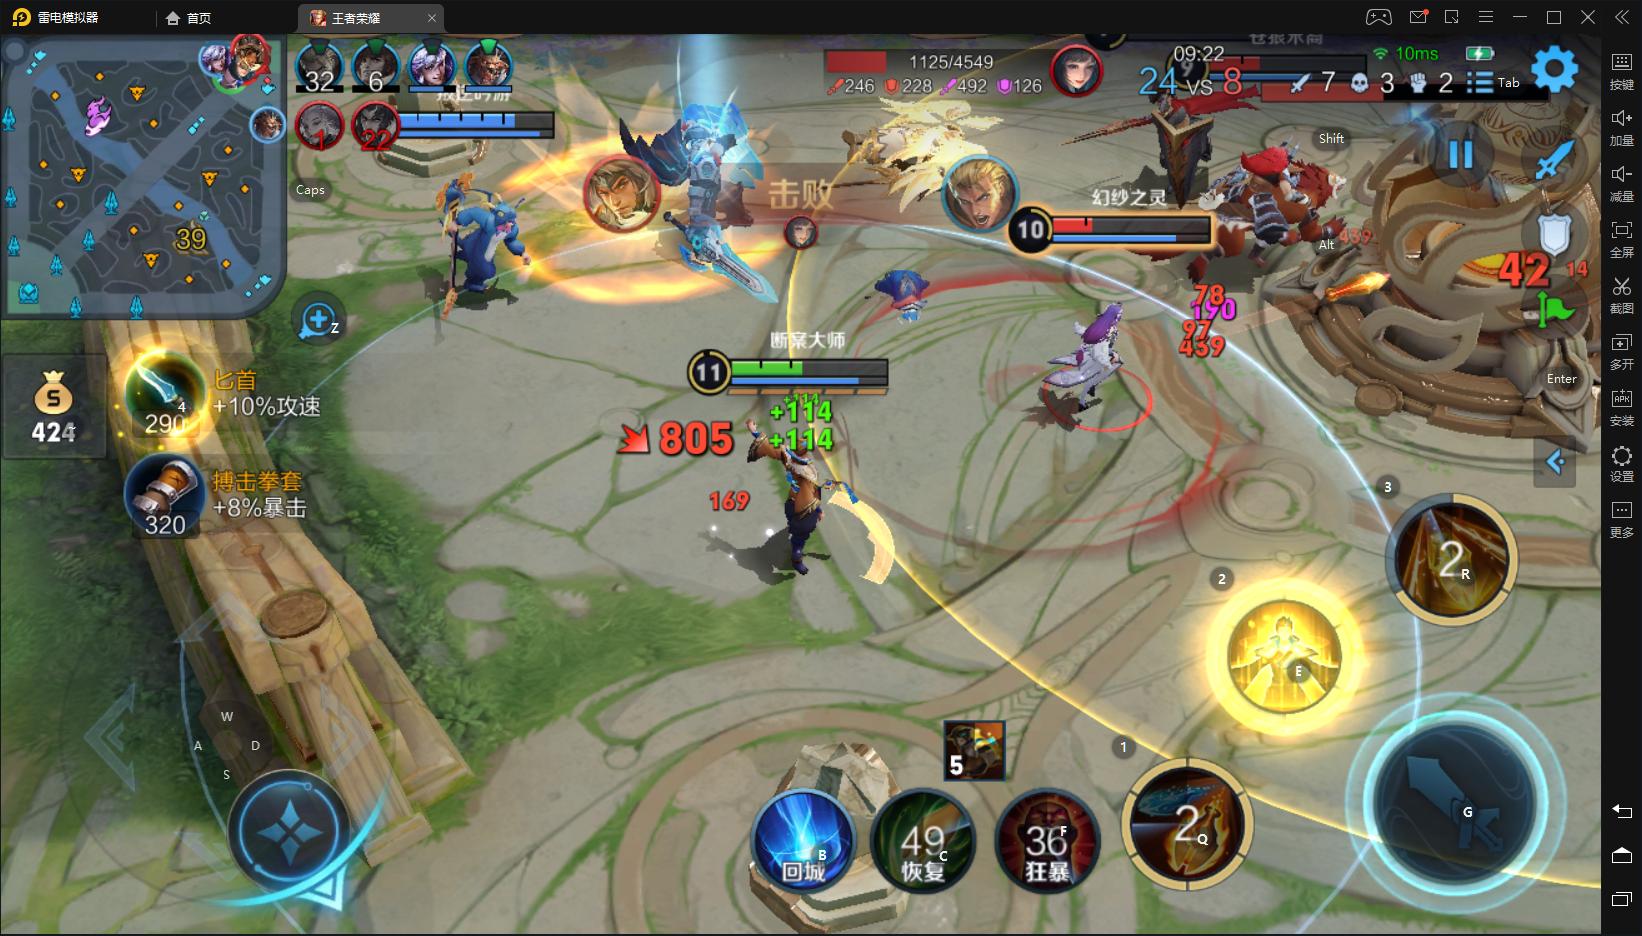 雷电模拟器
首页
王者荣耀
32
6
1
22
1125/4549
246
228
492
126
09:22
24 VS 8
7
3
2
Tab
10ms
按键
加量
减量
全屏
截图
多开
安装
设置
更多
Caps
Shift
Alt
Enter
击败
幻纱之灵
10
439
42
14
78
190
97
439
39
Z
断案大师
11
+114
+114
+114
805
169
424
匕首
+10%攻速
4
290
搏击拳套
+8%暴击
320
W
A
D
S
3
2
R
2
E
1
2
Q
G
5
B
回城
49
C
恢复
36
F
狂暴
APK